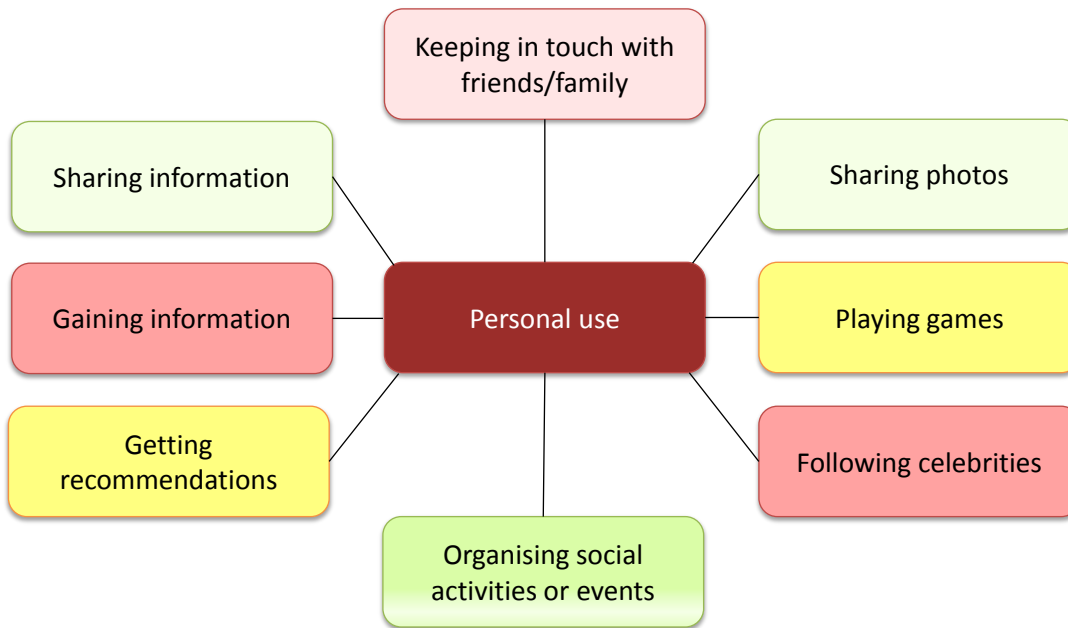 Keeping in touch with
friends/family
Sharing information
Sharing photos
Gaining information
Personal use
Playing games
Getting
recommendations
Following celebrities
Organising social
activities or events